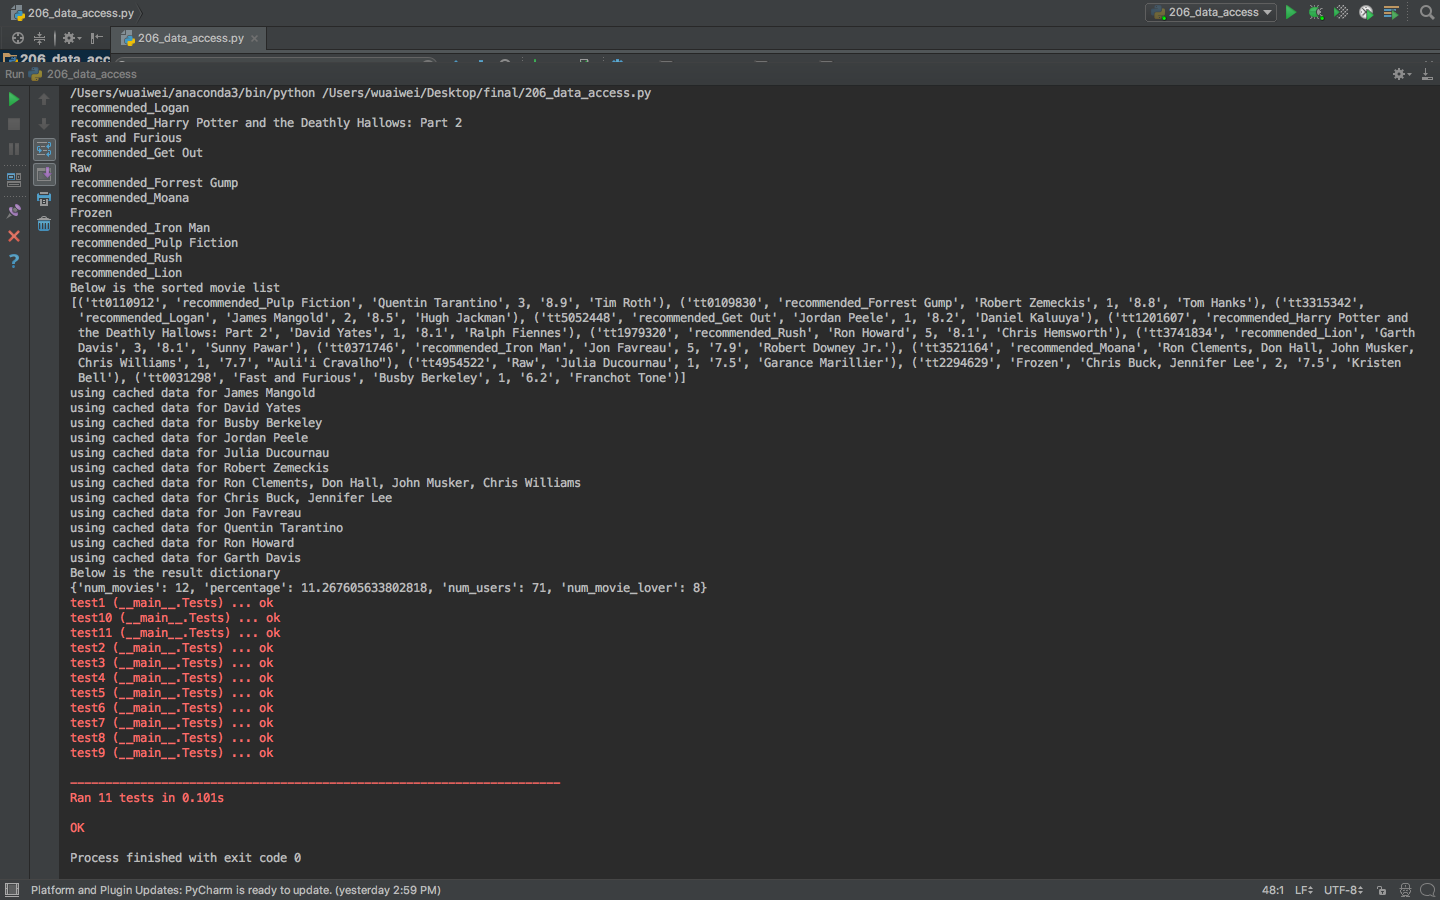 206_data_access.py
206_data_access
206_data_access.py
206_data_acc
Run 206_data_access
/Users/wuaiwei/anaconda3/bin/python /Users/wuaiwei/Desktop/final/206_data_access.py
recommended_Logan
recommended_Harry Potter and the Deathly Hallows: Part 2
Fast and Furious
recommended_Get Out
Raw
recommended_Forrest Gump
recommended_Moana
Frozen
recommended_Iron Man
recommended_Pulp Fiction
recommended_Rush
recommended_Lion
Below is the sorted movie list
[('tt0110912', 'recommended_Pulp Fiction', 'Quentin Tarantino', 3, '8.9', 'Tim Roth'), ('tt0109830', 'recommended_Forrest Gump', 'Robert Zemeckis', 1, '8.8', 'Tom Hanks'), ('tt3315342',
'recommended_Logan', 'James Mangold', 2, '8.5', 'Hugh Jackman'), ('tt5052448', 'recommended_Get Out', 'Jordan Peele', 1, '8.2', 'Daniel Kaluuya'), ('tt1201607', 'recommended_Harry Potter and
the Deathly Hallows: Part 2', 'David Yates', 1, '8.1', 'Ralph Fiennes'), ('tt1979320', 'recommended_Rush', 'Ron Howard', 5, '8.1', 'Chris Hemsworth'), ('tt3741834', 'recommended_Lion', 'Garth
Davis', 3, '8.1', 'Sunny Pawar'), ('tt0371746', 'recommended_Iron Man', 'Jon Favreau', 5, '7.9', 'Robert Downey Jr.'), ('tt3521164', 'recommended_Moana', 'Ron Clements, Don Hall, John Musker,
Chris Williams', 1, '7.7', "Auli'i Cravalho"), ('tt4954522', 'Raw', 'Julia Ducournau', 1, '7.5', 'Garance Marillier'), ('tt2294629', 'Frozen', 'Chris Buck, Jennifer Lee', 2, '7.5', 'Kristen
Bell'), ('tt0031298', 'Fast and Furious', 'Busby Berkeley', 1, '6.2', 'Franchot Tone')]
using cached data for James Mangold
using cached data for David Yates
using cached data for Busby Berkeley
using cached data for Jordan Peele
using cached data for Julia Ducournau
using cached data for Robert Zemeckis
using cached data for Ron Clements, Don Hall, John Musker, Chris Williams
using cached data for Chris Buck, Jennifer Lee
using cached data for Jon Favreau
using cached data for Quentin Tarantino
using cached data for Ron Howard
using cached data for Garth Davis
Below is the result dictionary
{'num_movies': 12, 'percentage': 11.267605633802818, 'num_users': 71, 'num_movie_lover': 8}
test1 (__main__.Tests) ... ok
test10 (__main__.Tests) ... ok
test11 (__main__.Tests) ... ok
test2 (__main__.Tests) ... ok
test3 (__main__.Tests) ... ok
test4 (__main__.Tests) ... ok
test5 (__main__.Tests) ... ok
test6 (__main__.Tests) ... ok
test7 (__main__.Tests) ... ok
test8 (__main__.Tests) ... ok
test9 (__main__.Tests) ... ok
----------------------------------------------------------------------
Ran 11 tests in 0.101s
OK
Process finished with exit code 0
Platform and Plugin Updates: PyCharm is ready to update. (yesterday 2:59 PM)
48:1 LF UTF-8